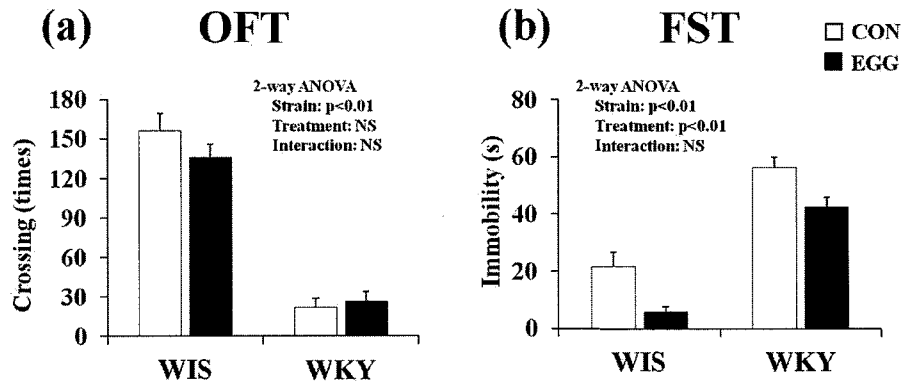 (a) OFT
2-way ANOVA
Strain: p<0.01
Treatment: NS
Interaction: NS
Crossing (times)
180
150
120
90
60
30
0
WIS WKY
(b) FST
CON
EGG
2-way ANOVA
Strain: p<0.01
Treatment: p<0.01
Interaction: NS
Immobility (s)
80
60
40
20
0
WIS WKY